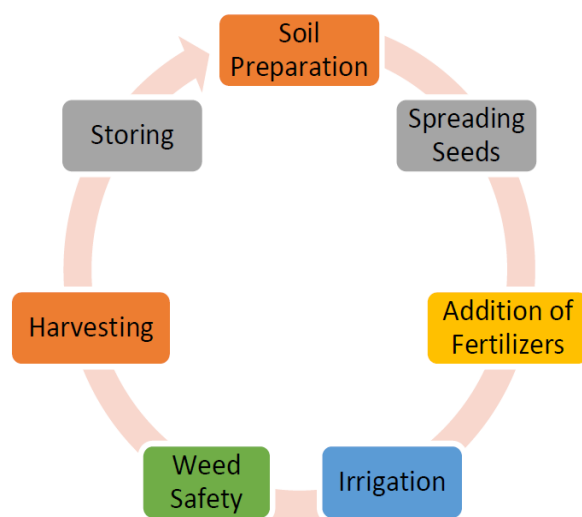 Soil
Preparation
Spreading
Seeds
Addition of
Fertilizers
Irrigation
Weed
Safety
Harvesting
Storing